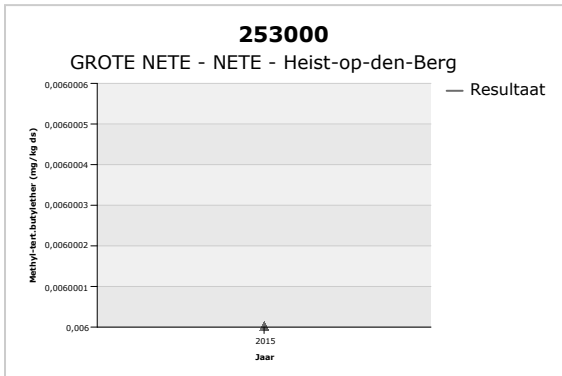 253000
GROTE NETE - NETE - Heist-op-den-Berg
Resultaat
Methyl-tert.butylether (mg/kg ds)
0,0060006
0,0060005
0,0060004
0,0060003
0,0060002
0,0060001
0,006
2015
Jaar